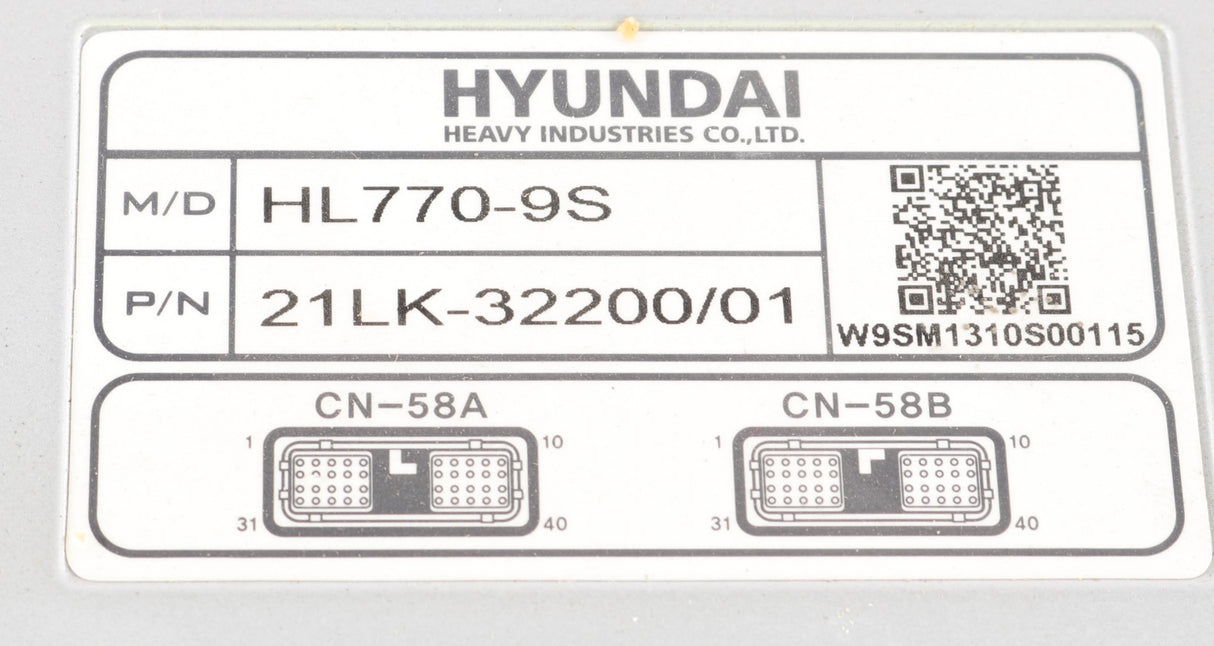 HYUNDAI
HEAVY INDUSTRIES CO.,LTD.
M/D HL770-9S
P/N 21LK-32200/01
W9SM1310S00115
CN-58A CN-58B
1 10 1 10
31 40 31 40